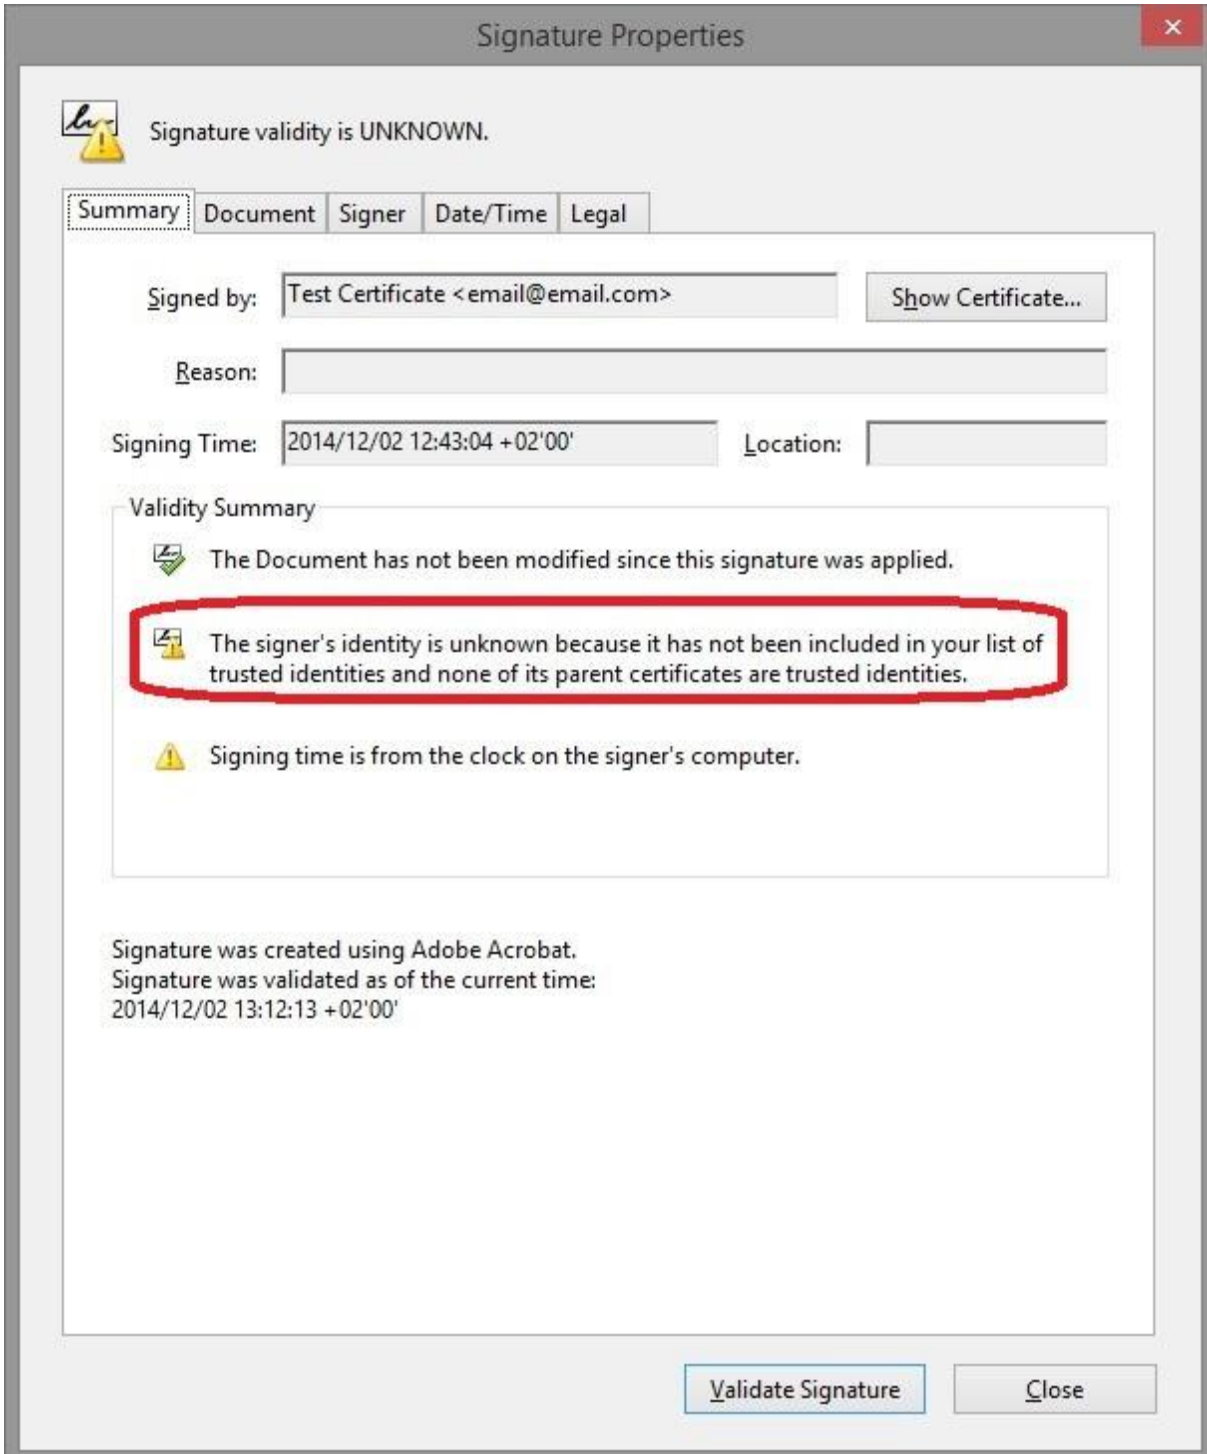 Signature Properties
Signature validity is UNKNOWN.
Summary Document Signer Date/Time Legal
Signed by: Test Certificate <email@email.com> Show Certificate...
Reason:
Signing Time: 2014/12/02 12:43:04 +02'00' Location:
Validity Summary
The Document has not been modified since this signature was applied.
The signer's identity is unknown because it has not been included in your list of
trusted identities and none of its parent certificates are trusted identities.
Signing time is from the clock on the signer's computer.
Signature was created using Adobe Acrobat.
Signature was validated as of the current time:
2014/12/02 13:12:13 +02'00'
Validate Signature Close